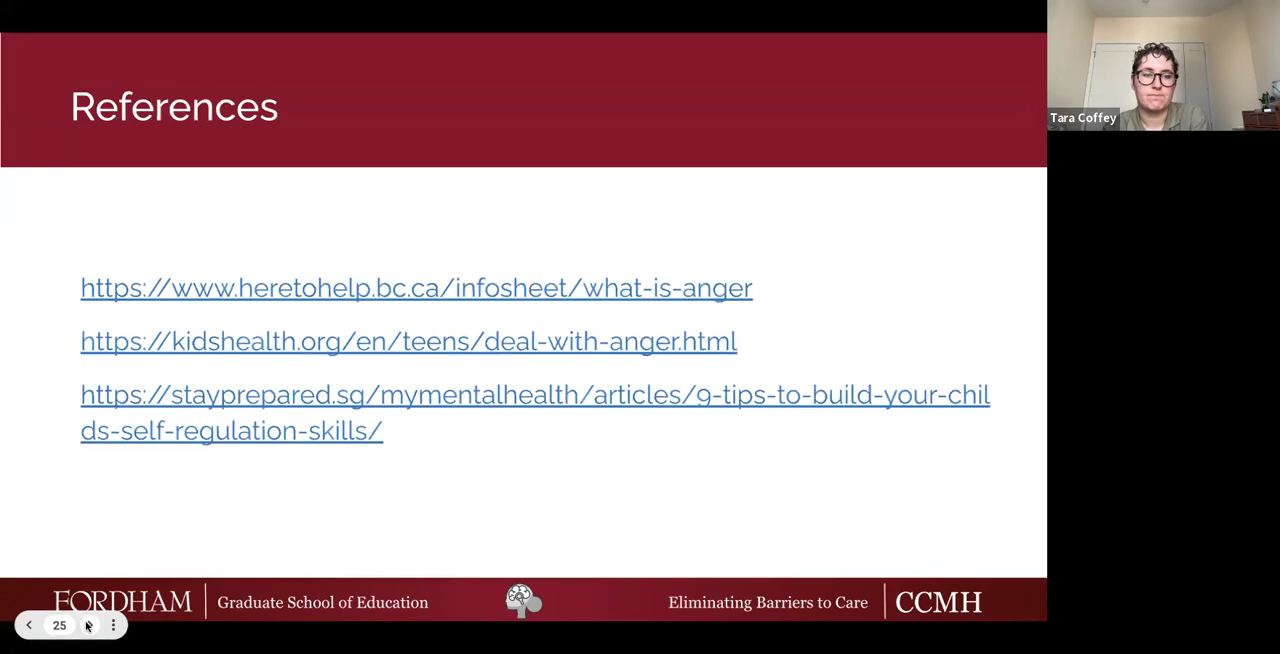 References
Tara Coffey
https://www.heretohelp.bc.ca/infosheet/what-is-anger
https://kidshealth.org/en/teens/deal-with-anger.html
https://stayprepared.sg/mymentalhealth/articles/9-tips-to-build-your-chil
ds-self-regulation-skills/
FORDHAM Graduate School of Education Eliminating Barriers to Care CCMH
25